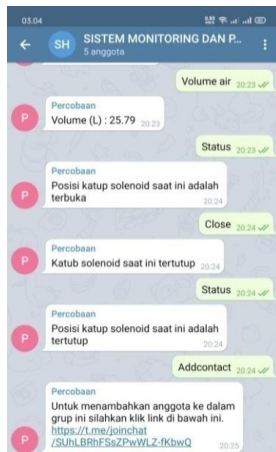 03.04
SH
SISTEM MONITORING DAN P...
5 anggota
Volume air 20:23
Percobaan
Volume (L) : 25.79 20:23
Status 20:23
Percobaan
Posisi katup solenoid saat ini adalah
terbuka
20:24
P
Close 20:24
Percobaan
Katub solenoid saat ini tertutup 20:24
P
Status 20:24
Percobaan
Posisi katup solenoid saat ini adalah
tertutup
20:24
P
Addcontact 20:24
Percobaan
Untuk menambahkan anggota ke dalam
grup ini silahkan klik link di bawah ini.
https://t.me/joinchat
/SUhLBRhFSsZPwWLZ-fKbwQ
20:25
P